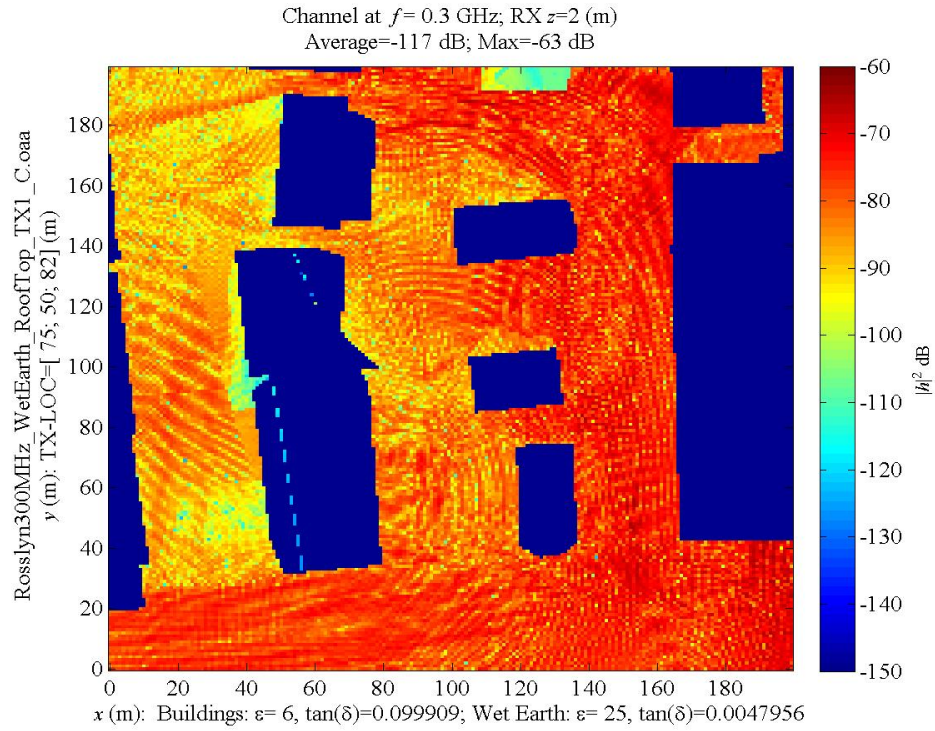 Channel at f = 0.3 GHz; RX z=2 (m)
Average=-117 dB; Max=-63 dB
Rosslyn300MHz_WetEarth_RoofTop_TX1_C.oaa
y (m): TX-LOC=[ 75; 50; 82] (m)
180
160
140
120
100
80
60
40
20
0
0 20 40 60 80 100 120 140 160 180
x (m): Buildings: ε= 6, tan(δ)=0.099909; Wet Earth: ε= 25, tan(δ)=0.0047956
-60
-70
-80
-90
-100
-110
-120
-130
-140
-150
|h|² dB